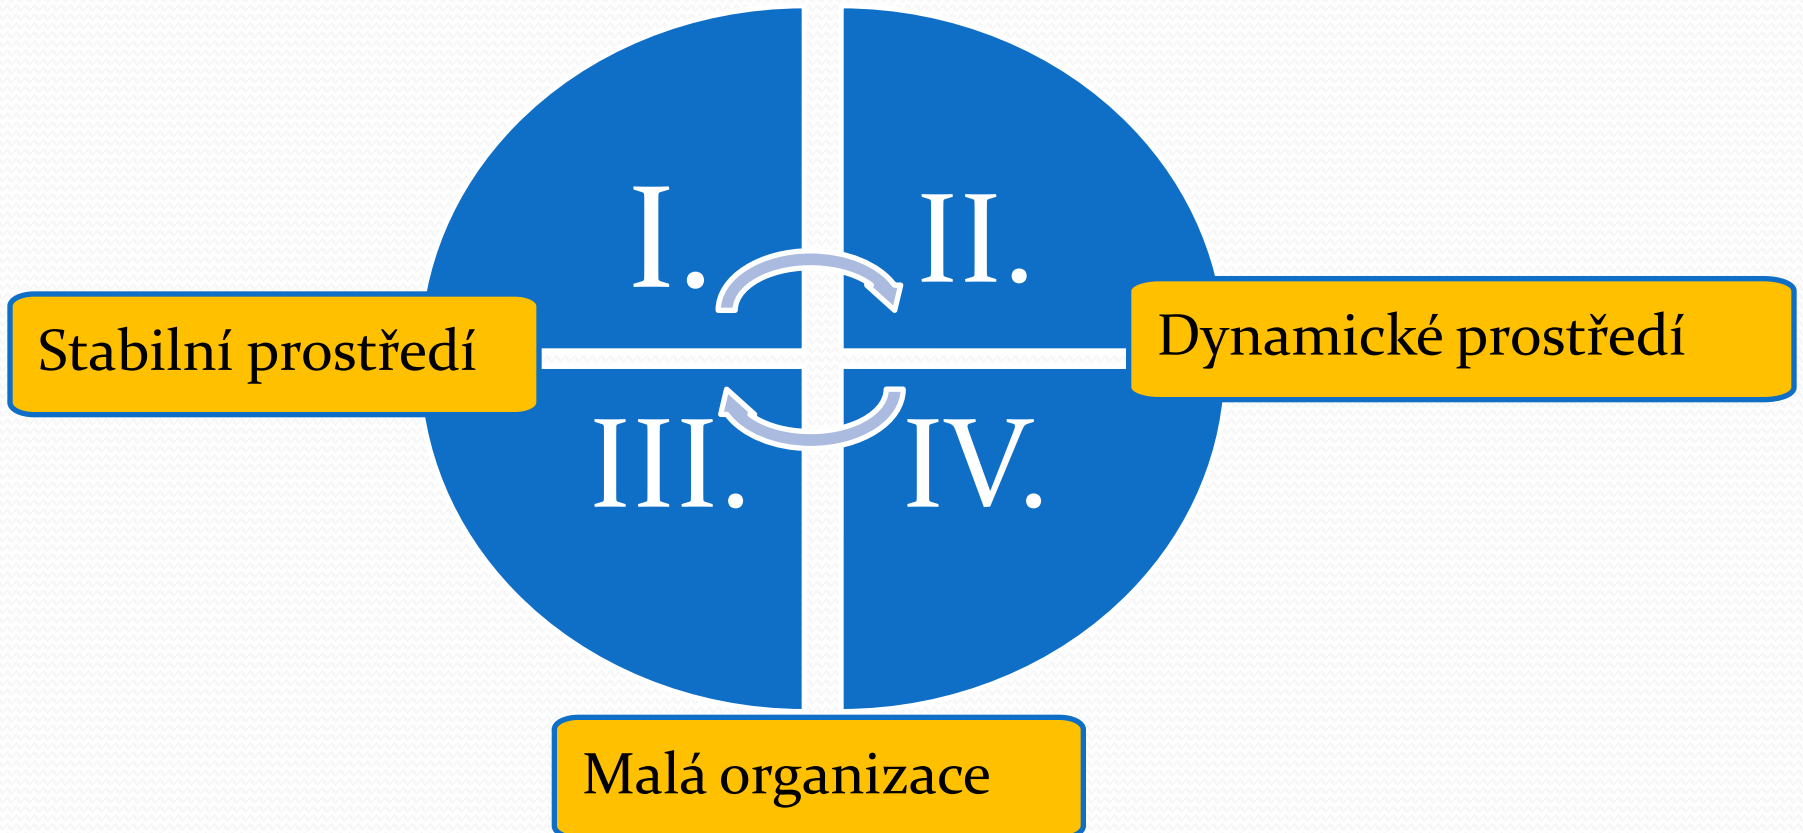 I.
II.
Stabilní prostředí
Dynamické prostředí
III.
IV.
Malá organizace